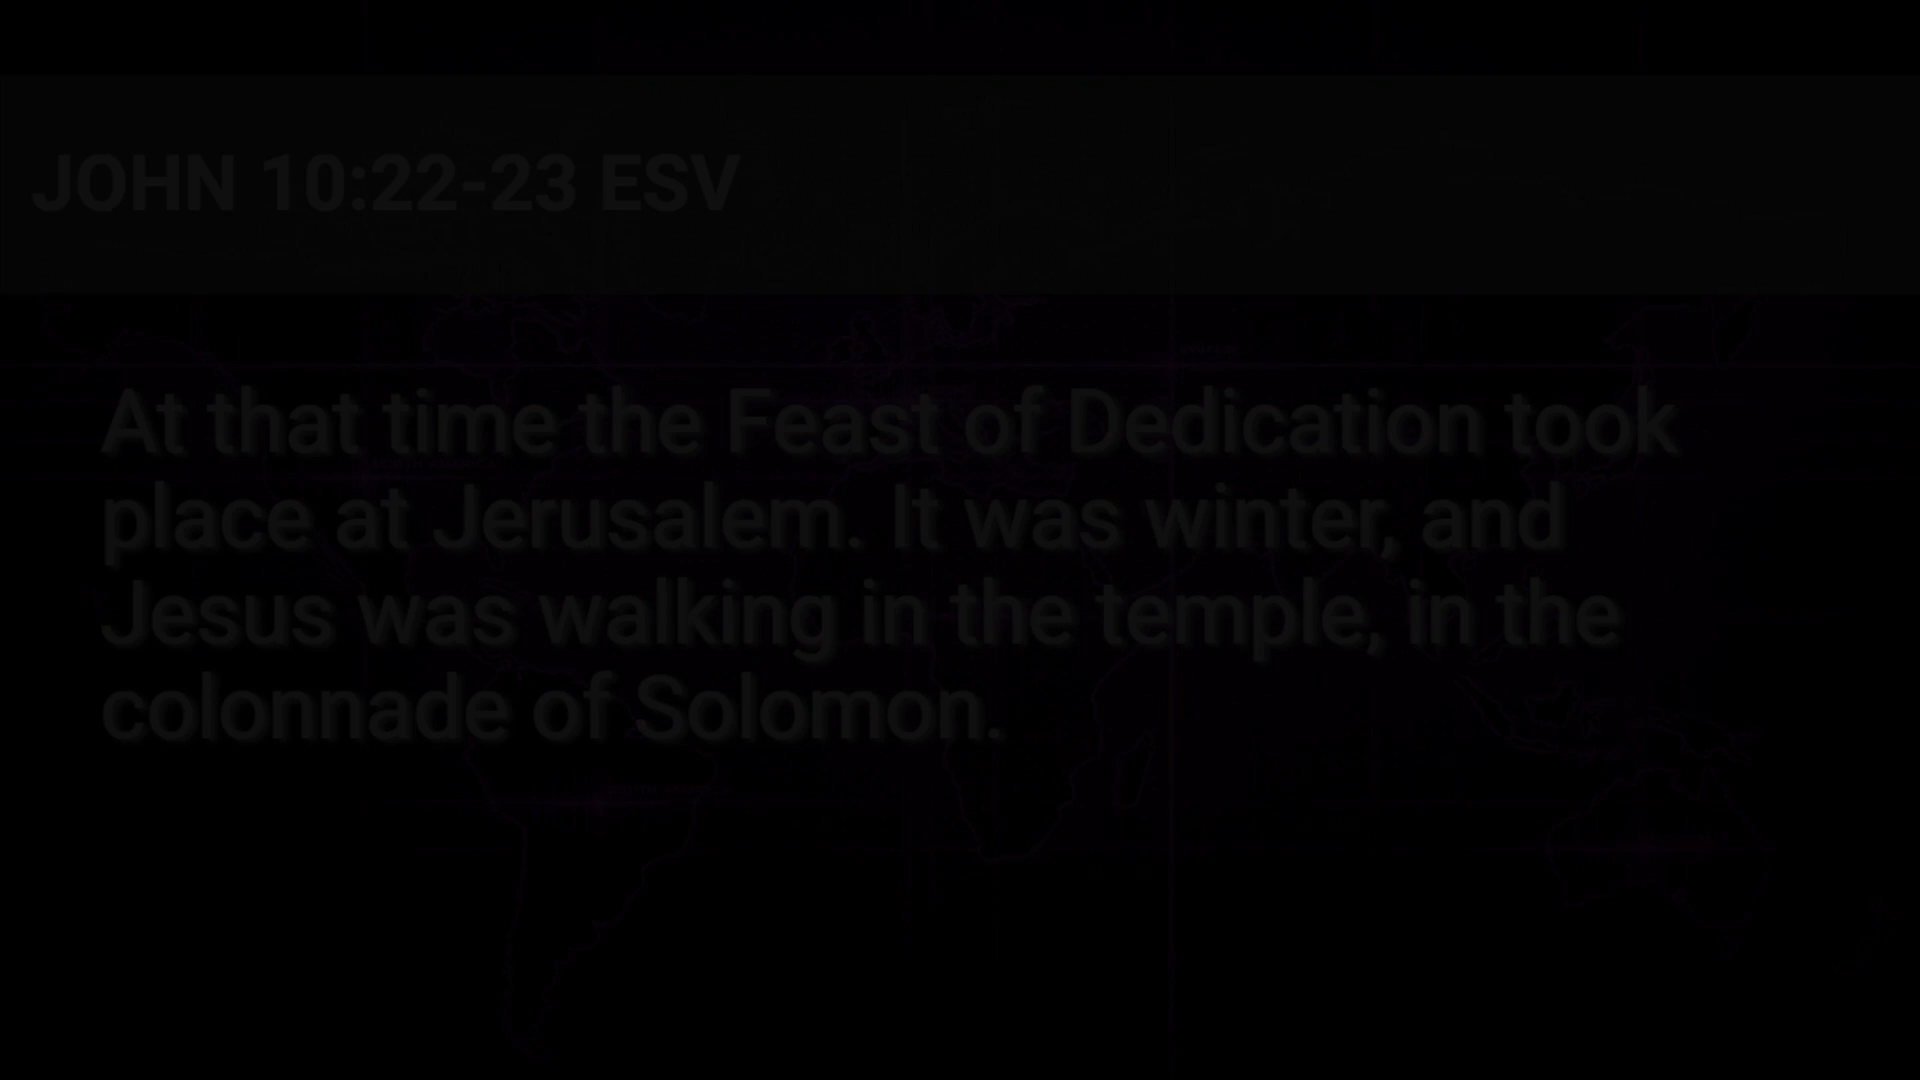 JOHN 10:22-23 ESV
At that time the Feast of Dedication took
place at Jerusalem. It was winter, and
Jesus was walking in the temple, in the
colonnade of Solomon.